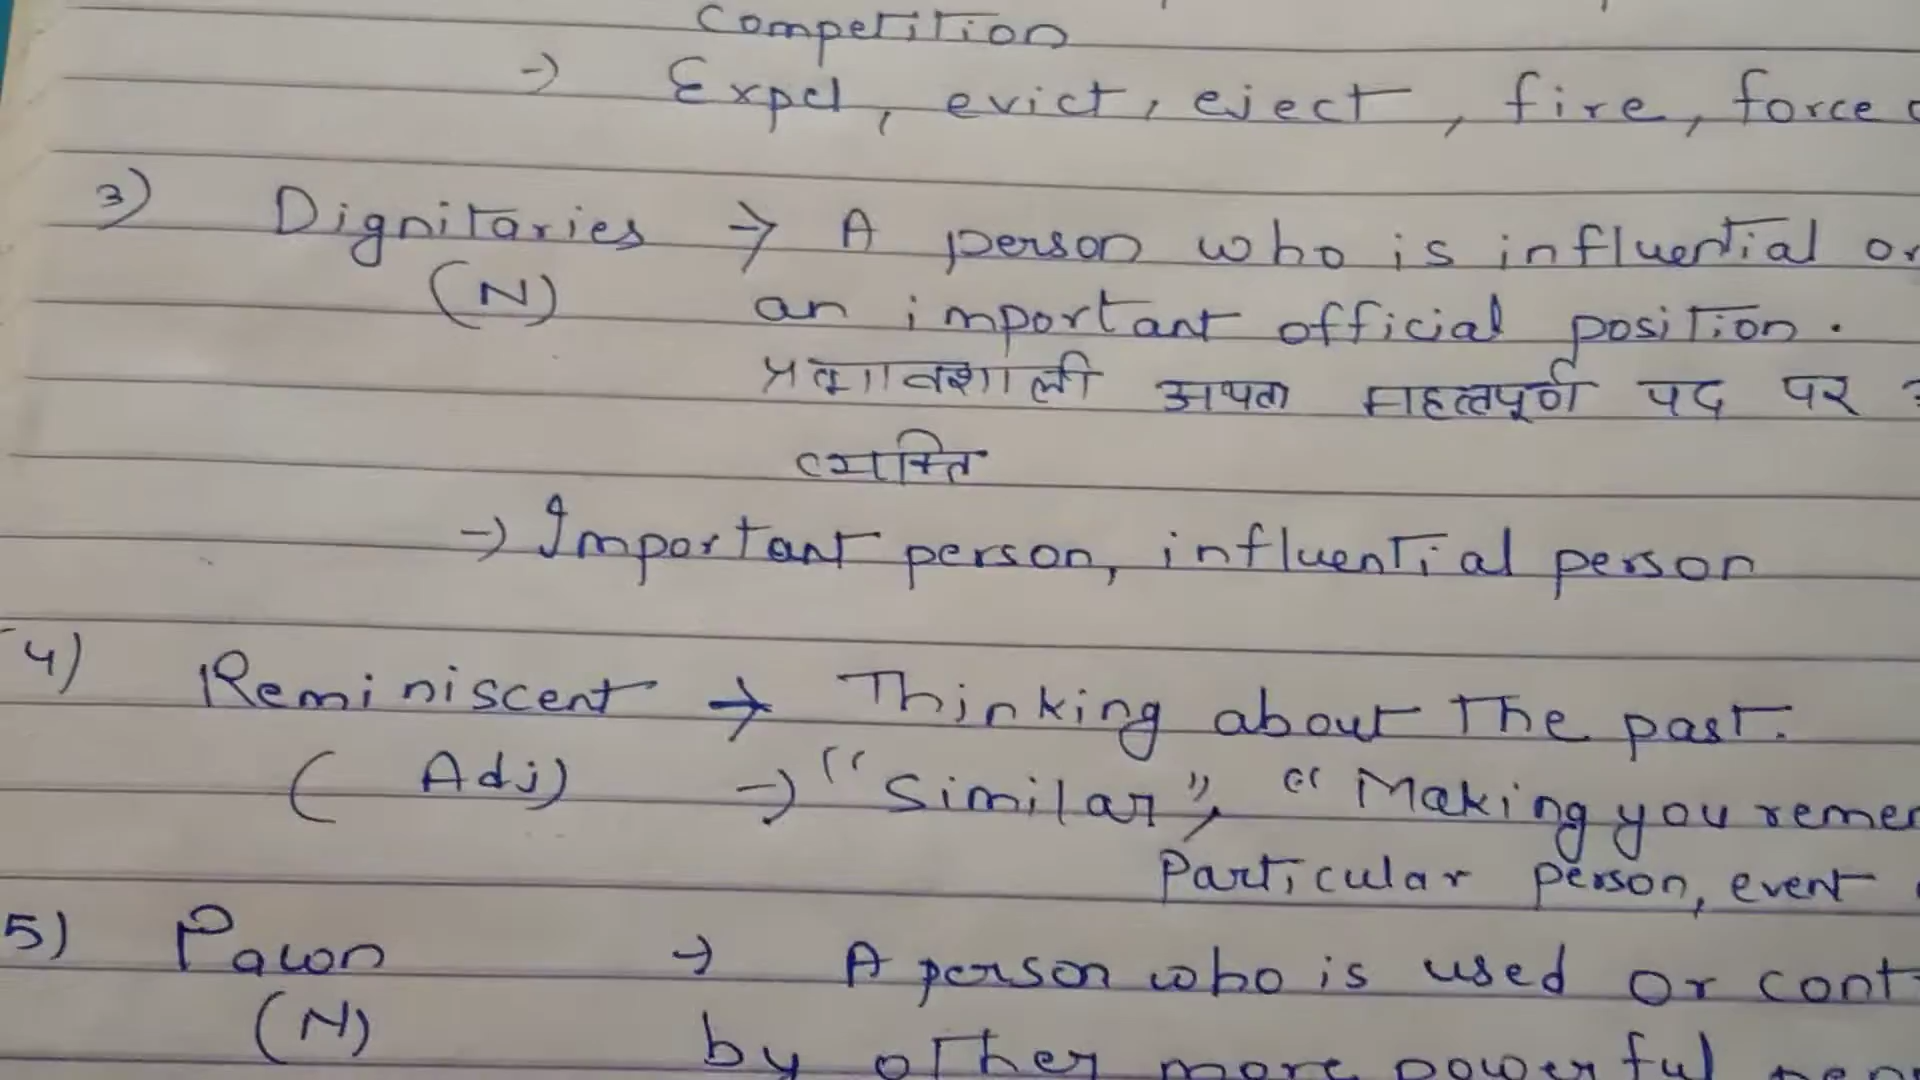 Competition
→ Expel, evict, eject, fire, force
3) Dignitaries → A person who is influential or
(N) an important official position.
प्रभावशाली अथवा महत्वपूर्ण पद पर
व्यक्ति
→ Important person, influential person
4) Reminiscent → Thinking about the past.
(Adj) → "Similar", "Making you remem
Particular person, event
5) Pawon → A person who is used or cont
(N) by other more powerful